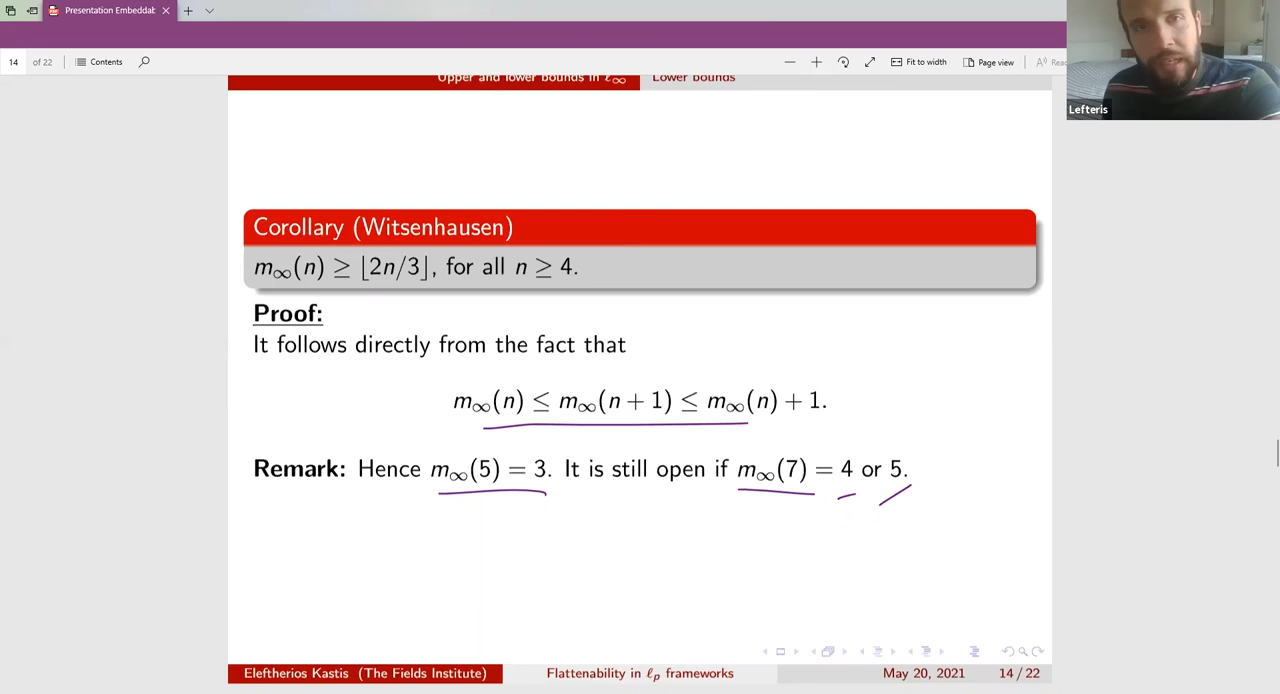 Presentation Embeddab
14 of 22 Contents Fit to width Page view
Upper and lower bounds in ℓ∞ Lower bounds
Lefteris
Corollary (Witsenhausen)
m∞(n) ≥ ⌊2n/3⌋, for all n ≥ 4.
Proof:
It follows directly from the fact that
m∞(n) ≤ m∞(n + 1) ≤ m∞(n) + 1.
Remark: Hence m∞(5) = 3. It is still open if m∞(7) = 4 or 5.
Eleftherios Kastis (The Fields Institute) Flattenability in ℓp frameworks May 20, 2021 14 / 22